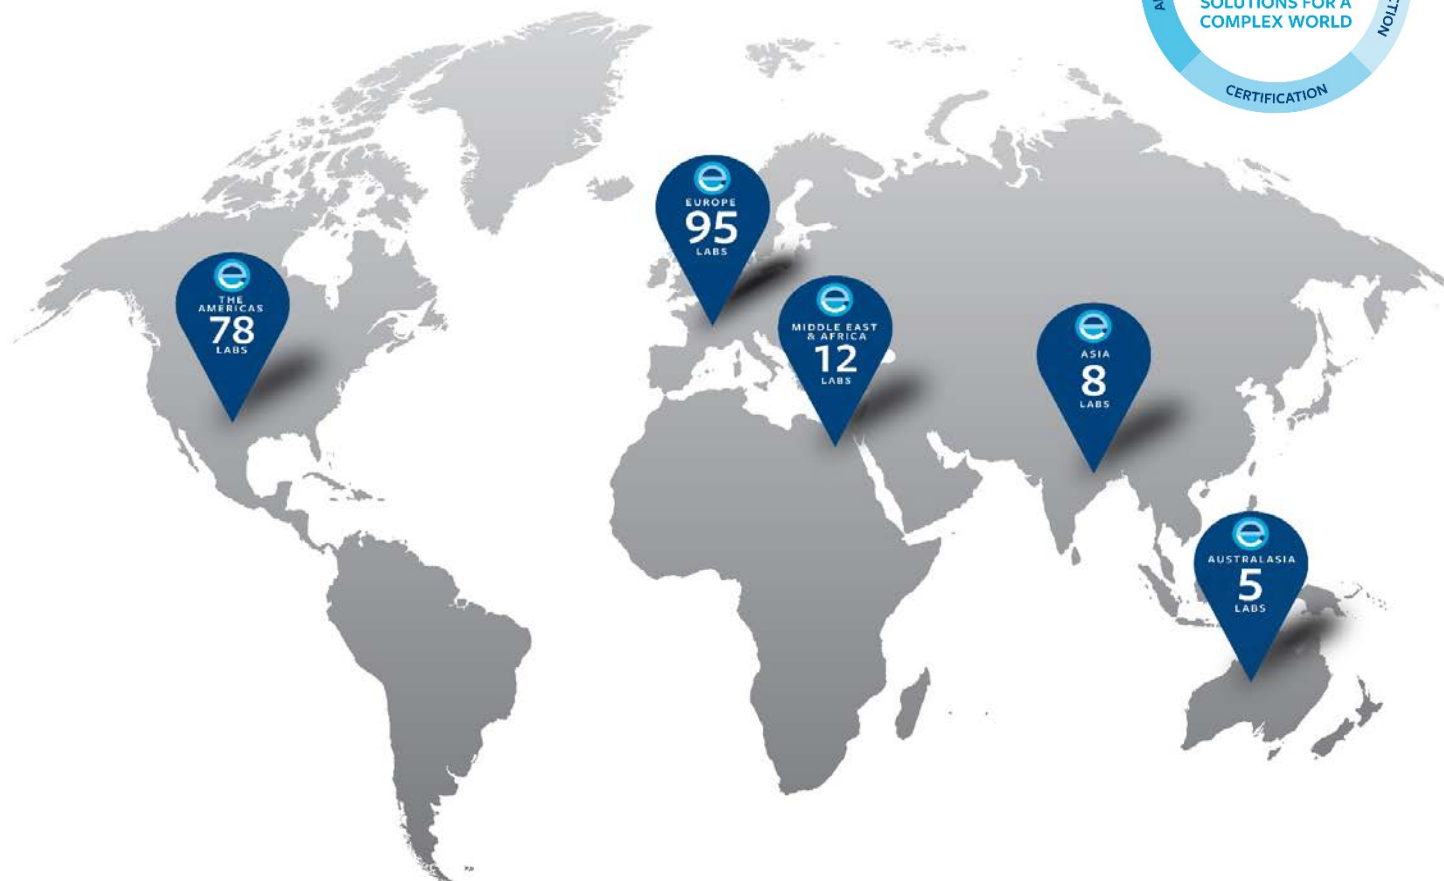 SOLUTIONS FOR A
COMPLEX WORLD
CERTIFICATION
EUROPE
95
LABS
THE
AMERICAS
78
LABS
MIDDLE EAST
& AFRICA
12
LABS
ASIA
8
LABS
AUSTRALASIA
5
LABS